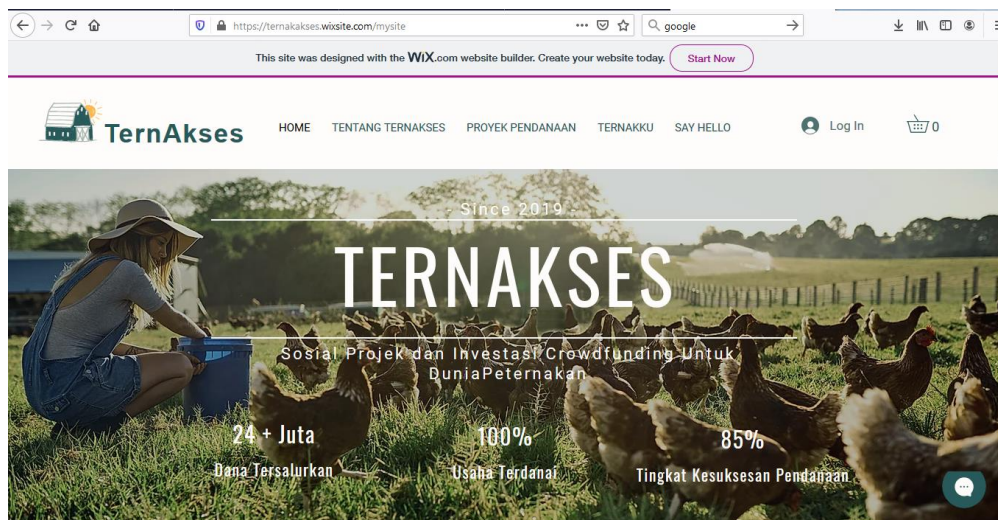 https://ternakakses.wixsite.com/mysite
google
This site was designed with the WiX.com website builder. Create your website today. Start Now
TernAkses
HOME TENTANG TERNAKSES PROYEK PENDANAAN TERNAKKU SAY HELLO Log In 0
- Since 2019 -
TERNAKSES
Sosial Projek dan Investasi Crowdfunding Untuk
DuniaPeternakan
24 + Juta 100% 85%
Dana Tersalurkan Usaha Terdanai Tingkat Kesuksesan Pendanaan